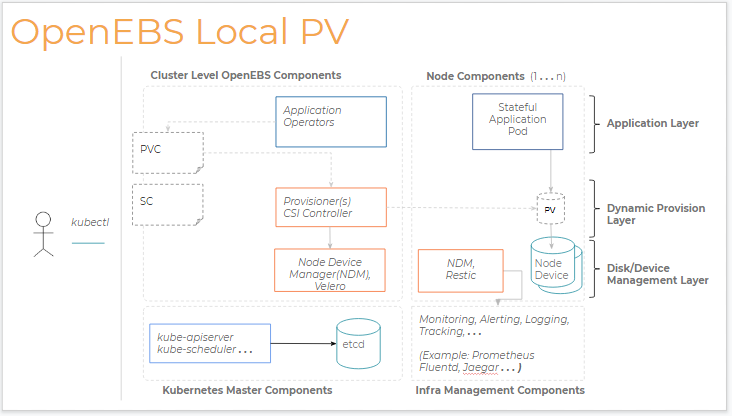 OpenEBS Local PV
Cluster Level OpenEBS Components
Node Components (1 . . . n)
Application
Operators
Stateful
Application
Pod
Application Layer
PVC
SC
Provisioner(s)
CSI Controller
PV
Dynamic Provision
Layer
kubectl
Node Device
Manager(NDM),
Velero
NDM,
Restic
Node
Device
Disk/Device
Management Layer
kube-apiserver
kube-scheduler . . .
etcd
Monitoring, Alerting, Logging,
Tracking, . . .
(Example: Prometheus
Fluentd, Jaegar . . . )
Kubernetes Master Components
Infra Management Components